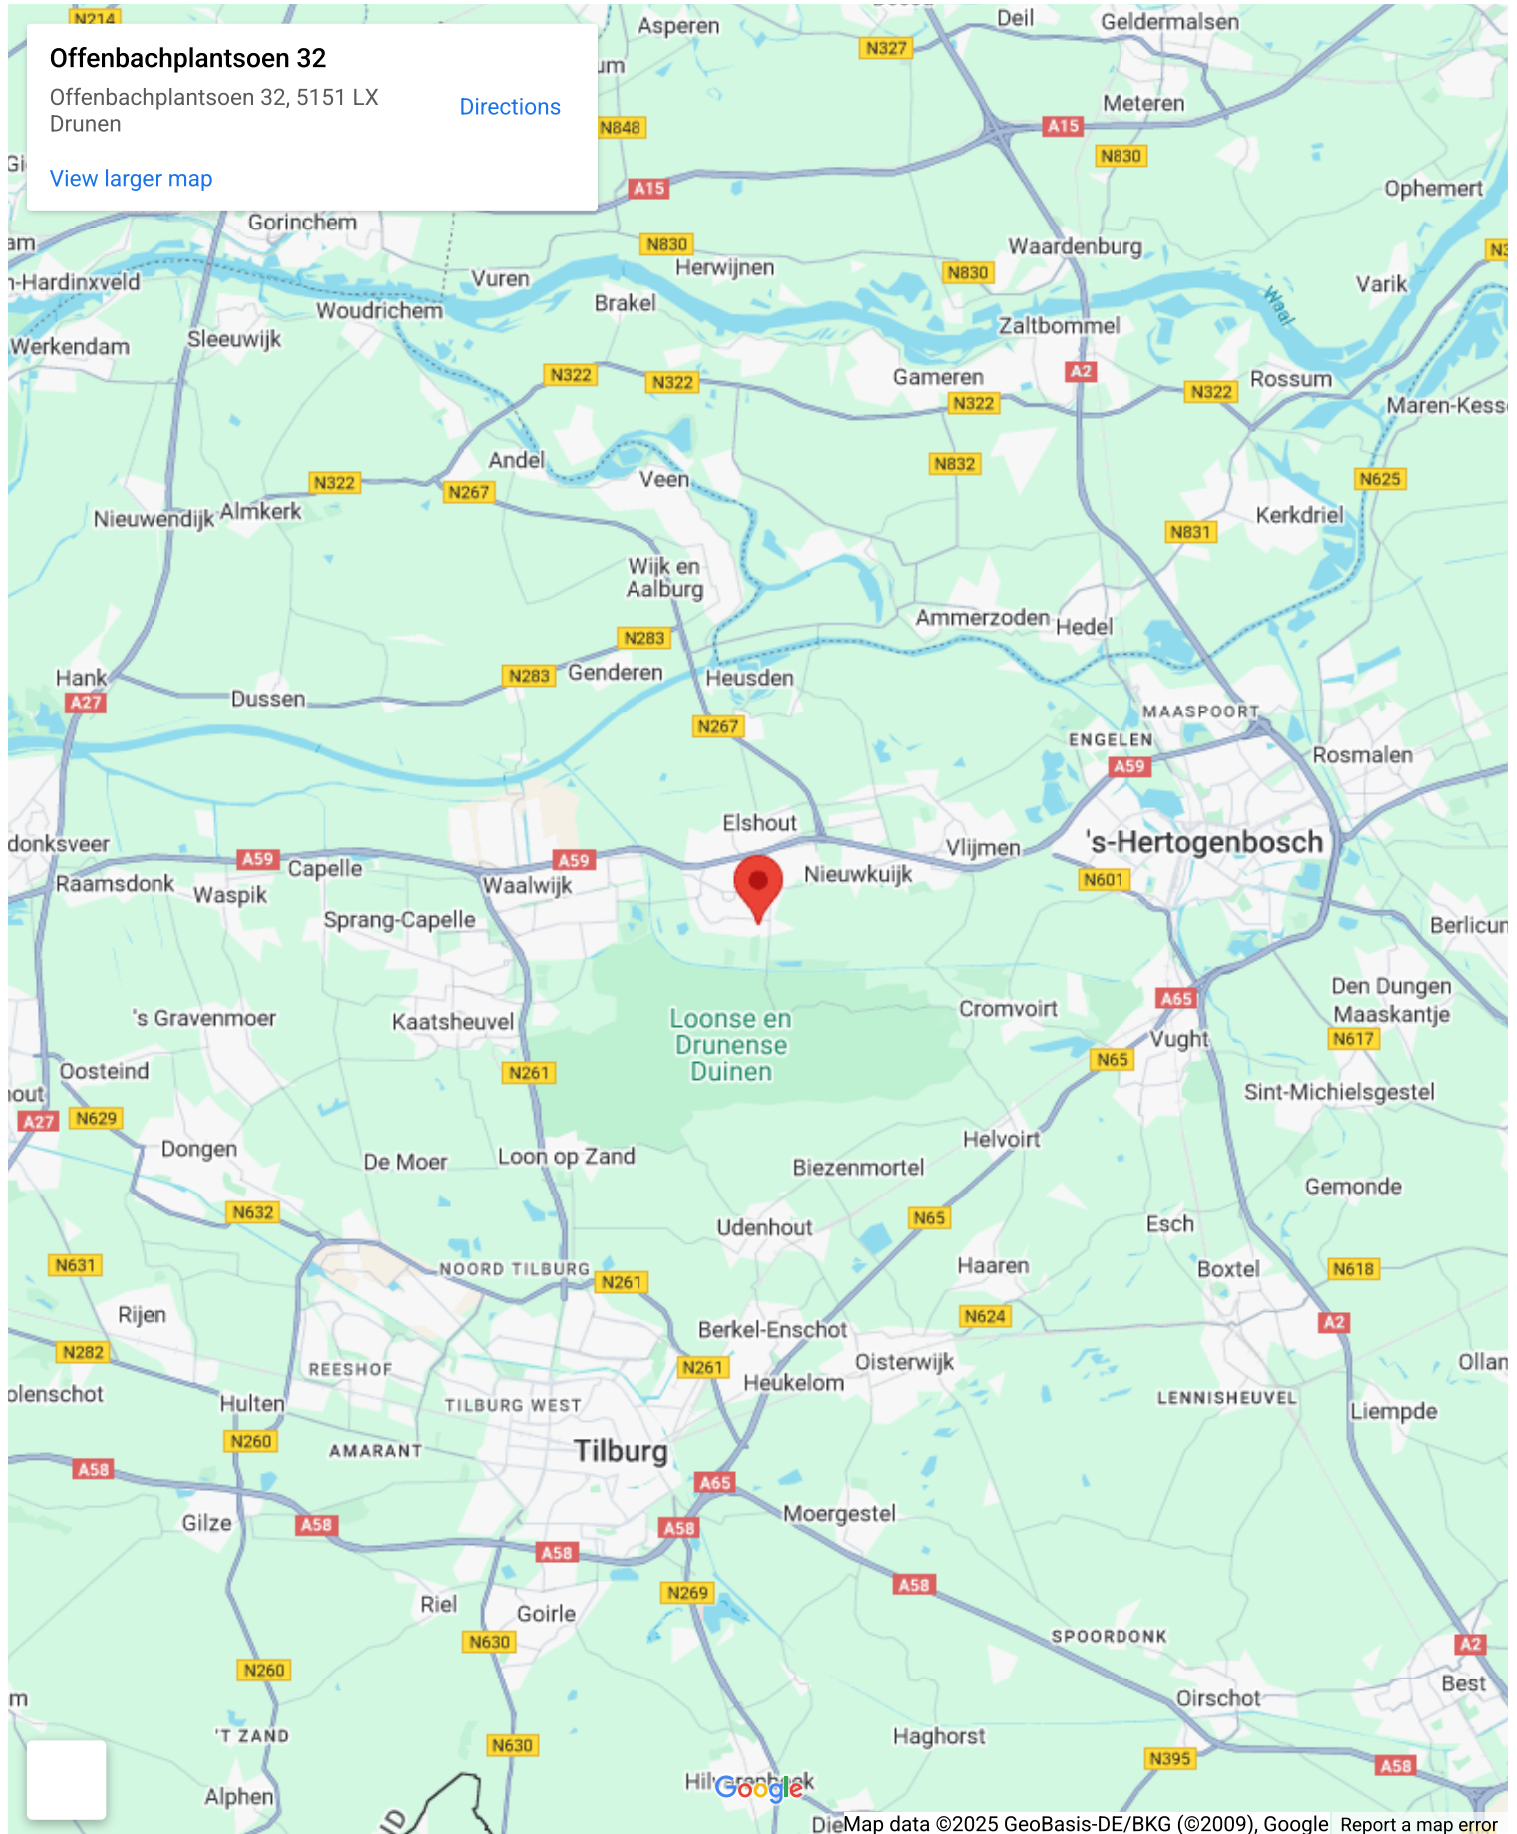 N214
Asperen
Deil
Geldermalsen
N327
Offenbachplantsoen 32
Offenbachplantsoen 32, 5151 LX
Drunen
Directions
View larger map
Meteren
N848
A15
N830
A15
Ophemert
Gorinchem
N830
Waardenburg
Herwijnen
N830
Vuren
n-Hardinxveld
Varik
Waal
Brakel
Woudrichem
Zaltbommel
Sleeuwijk
Werkendam
A2
N322
N322
Gameren
Rossum
N322
N322
Maren-Kess
Andel
N832
Veen
N322
N267
N625
Nieuwendijk
Almkerk
Kerkdriel
N831
Wijk en
Aalburg
Ammerzoden
Hedel
N283
Hank
N283
Genderen
Heusden
A27
Dussen
MAASPOORT
N267
ENGELEN
Rosmalen
A59
Elshout
's-Hertogenbosch
donksveer
Vlijmen
A59
Capelle
A59
Raamsdonk
Waspik
Waalwijk
Nieuwkuijk
N601
Sprang-Capelle
Berlicum
Den Dungen
A65
Cromvoirt
Maaskantje
's Gravenmoer
Kaatsheuvel
Loonse en
Drunense
Duinen
Vught
N617
Oosteind
N261
N65
out
Sint-Michielsgestel
A27
N629
Dongen
Helvoirt
De Moer
Loon op Zand
Biezenmortel
Gemonde
N632
Udenhout
N65
Esch
N631
NOORD TILBURG
N261
Haaren
Boxtel
N618
Rijen
N624
A2
Berkel-Enschot
N282
REESHOF
N261
Oisterwijk
Ollan
Heukelom
olenschot
Hulten
TILBURG WEST
LENNISHEUVEL
Liempde
N260
AMARANT
Tilburg
A58
A65
Gilze
A58
A58
Moergestel
A58
A58
N269
Riel
Goirle
N630
SPOORDONK
A2
N260
Best
m
Oirschot
'T ZAND
Haghorst
N630
N395
A58
Google
Alphen
Die
Map data ©2025 GeoBasis-DE/BKG (©2009), Google
Report a map error